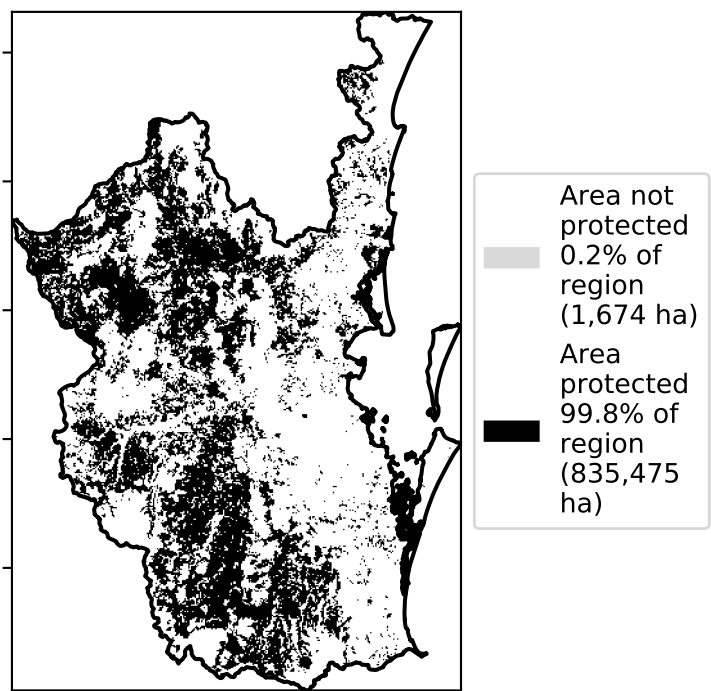 Area not
protected
0.2% of
region
(1,674 ha)
Area
protected
99.8% of
region
(835,475
ha)